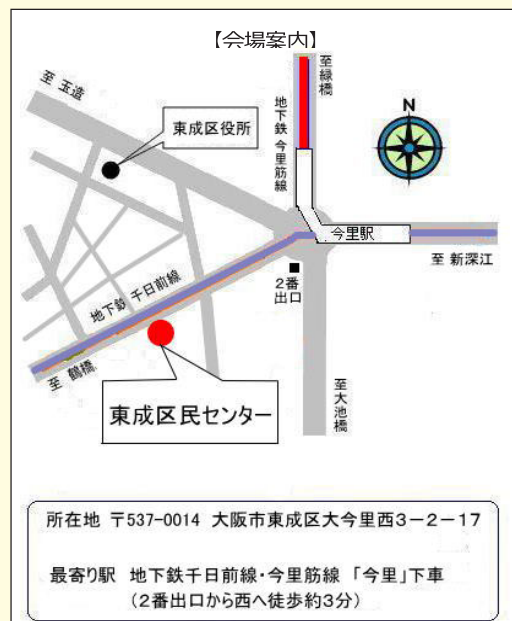 【会場案内】
至 玉造
東成区役所
地下鉄 今里筋線
至緑橋
N
今里駅
至 新深江
2番
出口
地下鉄 千日前線
至 鶴橋
東成区民センター
至大池橋
所在地 〒537-0014 大阪市東成区大今里西3-2-17
最寄り駅 地下鉄千日前線・今里筋線 「今里」下車
(2番出口から西へ徒歩約3分)